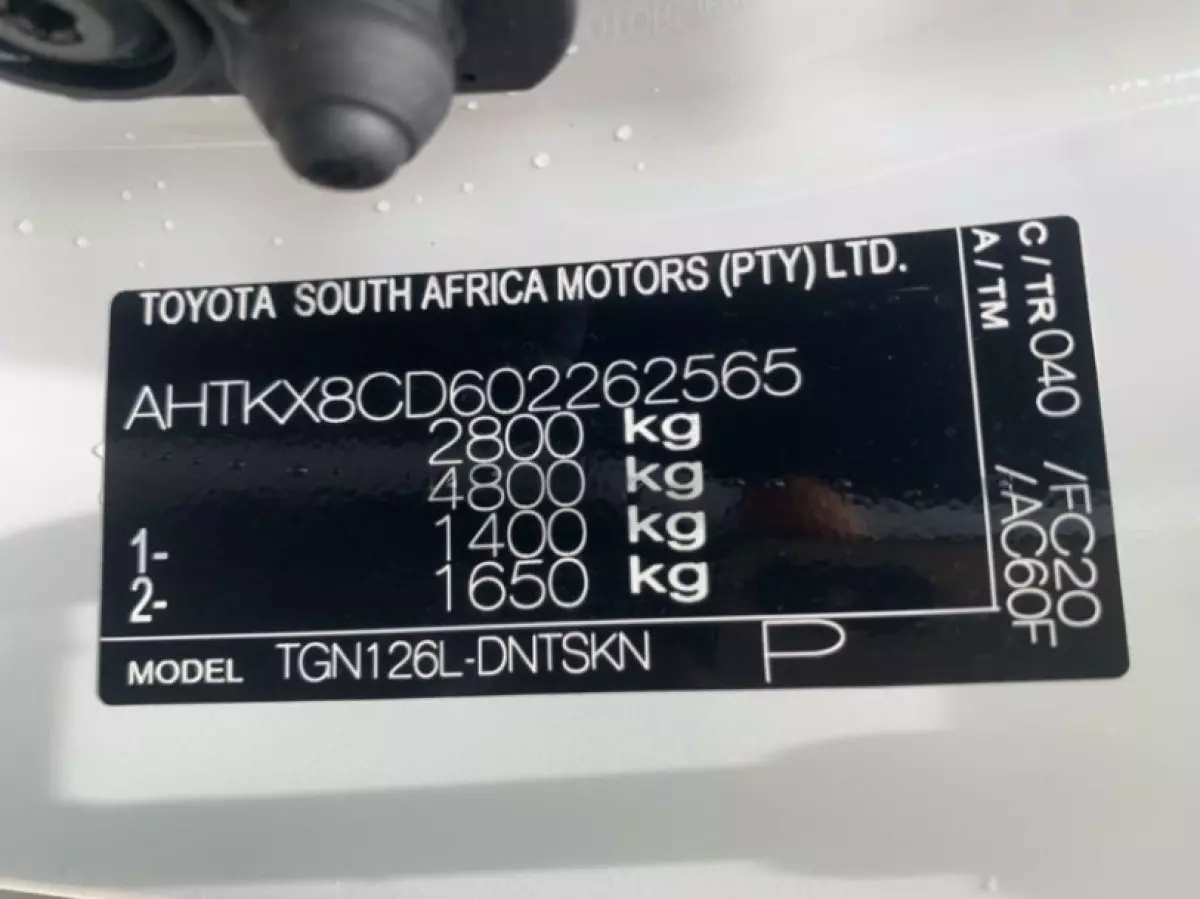 TOYOTA SOUTH AFRICA MOTORS (PTY) LTD.
AHTKX8CD602262565
2800 kg
4800 kg
1- 1400 kg
2- 1650 kg
MODEL TGN126L-DNTSKN P
C/TR 040 /FC20
A/TM /AC60F